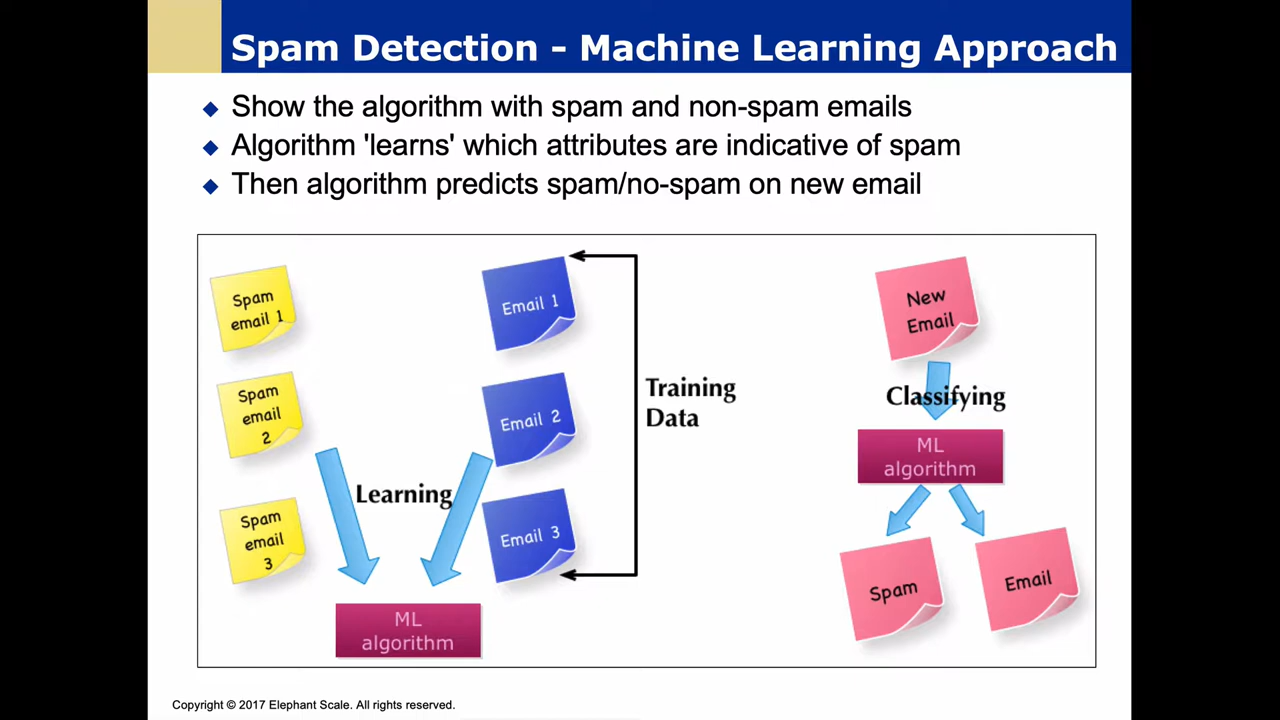 Spam Detection - Machine Learning Approach
Show the algorithm with spam and non-spam emails
Algorithm 'learns' which attributes are indicative of spam
Then algorithm predicts spam/no-spam on new email
Spam
email 1
Spam
email
2
Spam
email
3
Learning
ML
algorithm
Email 1
Email 2
Email 3
Training
Data
New
Email
Classifying
ML
algorithm
Spam
Email
Copyright © 2017 Elephant Scale. All rights reserved.